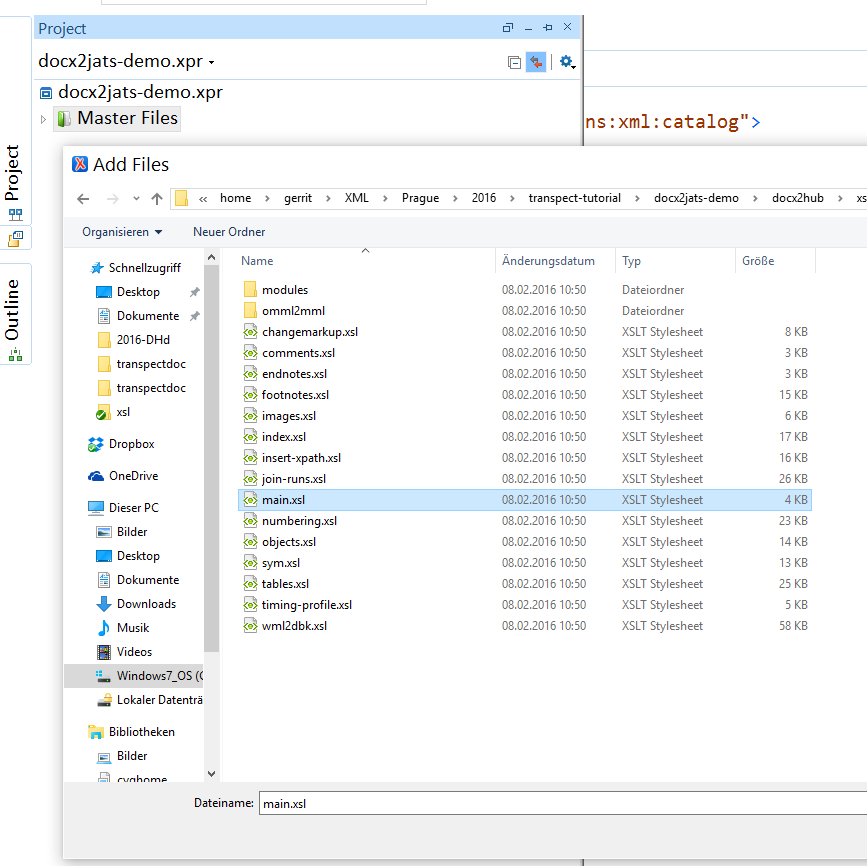 Project
docx2jats-demo.xpr
docx2jats-demo.xpr
Master Files
ns:xml:catalog">
Project
Outline
Add Files
« home › gerrit › XML › Prague › 2016 › transpect-tutorial › docx2jats-demo › docx2hub › xs
Organisieren Neuer Ordner
Name Änderungsdatum Typ Größe
Schnellzugriff
Desktop
Dokumente
2016-DHd
transpectdoc
transpectdoc
xsl
Dropbox
OneDrive
Dieser PC
Bilder
Desktop
Dokumente
Downloads
Musik
Videos
Windows7_OS (C
Lokaler Datenträ
Bibliotheken
Bilder
cyghome
modules 08.02.2016 10:50 Dateiordner
omml2mml 08.02.2016 10:50 Dateiordner
changemarkup.xsl 08.02.2016 10:50 XSLT Stylesheet 8 KB
comments.xsl 08.02.2016 10:50 XSLT Stylesheet 3 KB
endnotes.xsl 08.02.2016 10:50 XSLT Stylesheet 3 KB
footnotes.xsl 08.02.2016 10:50 XSLT Stylesheet 15 KB
images.xsl 08.02.2016 10:50 XSLT Stylesheet 6 KB
index.xsl 08.02.2016 10:50 XSLT Stylesheet 17 KB
insert-xpath.xsl 08.02.2016 10:50 XSLT Stylesheet 16 KB
join-runs.xsl 08.02.2016 10:50 XSLT Stylesheet 26 KB
main.xsl 08.02.2016 10:50 XSLT Stylesheet 4 KB
numbering.xsl 08.02.2016 10:50 XSLT Stylesheet 23 KB
objects.xsl 08.02.2016 10:50 XSLT Stylesheet 14 KB
sym.xsl 08.02.2016 10:50 XSLT Stylesheet 13 KB
tables.xsl 08.02.2016 10:50 XSLT Stylesheet 25 KB
timing-profile.xsl 08.02.2016 10:50 XSLT Stylesheet 5 KB
wml2dbk.xsl 08.02.2016 10:50 XSLT Stylesheet 58 KB
Dateiname: main.xsl